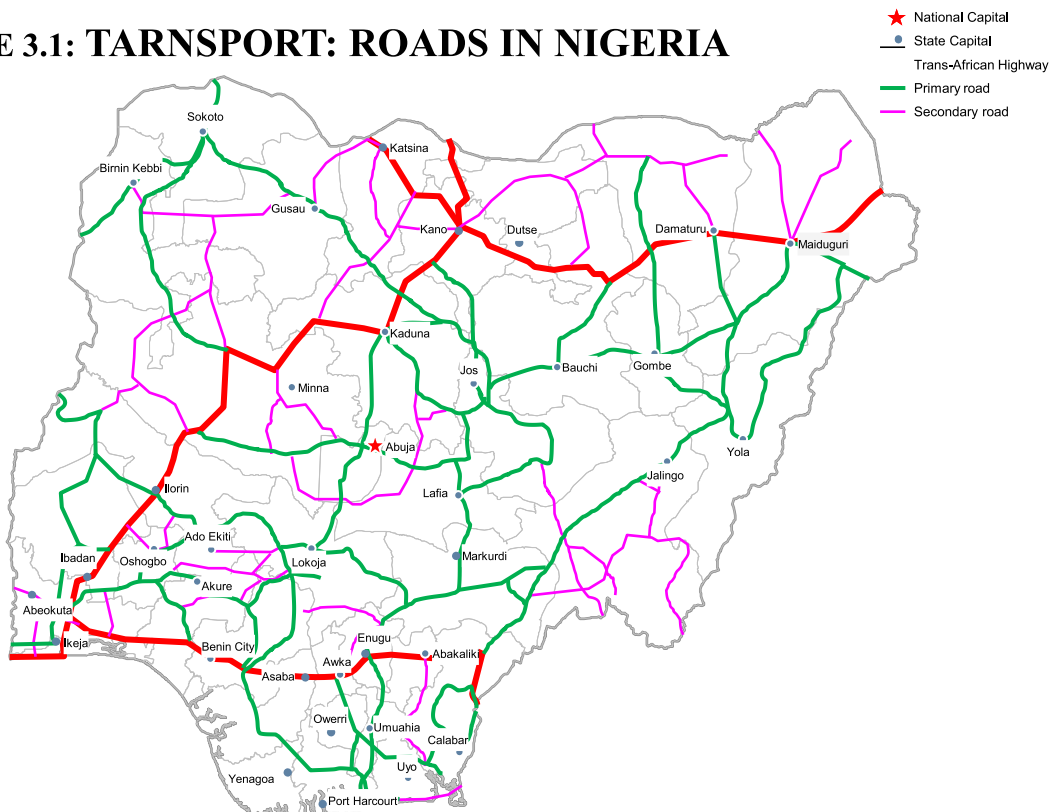 E 3.1: TARNSPORT: ROADS IN NIGERIA
National Capital
State Capital
Trans-African Highway
Primary road
Secondary road
Sokoto
Katsina
Birnin Kebbi
Gusau
Kano
Dutse
Damaturu
Maiduguri
Kaduna
Jos
Bauchi
Gombe
Minna
Abuja
Yola
Jalingo
Ilorin
Lafia
Ado Ekiti
Ibadan
Oshogbo
Lokoja
Markurdi
Akure
Abeokuta
Ikeja
Benin City
Enugu
Abakaliki
Awka
Asaba
Owerri
Umuahia
Calabar
Uyo
Yenagoa
Port Harcourt